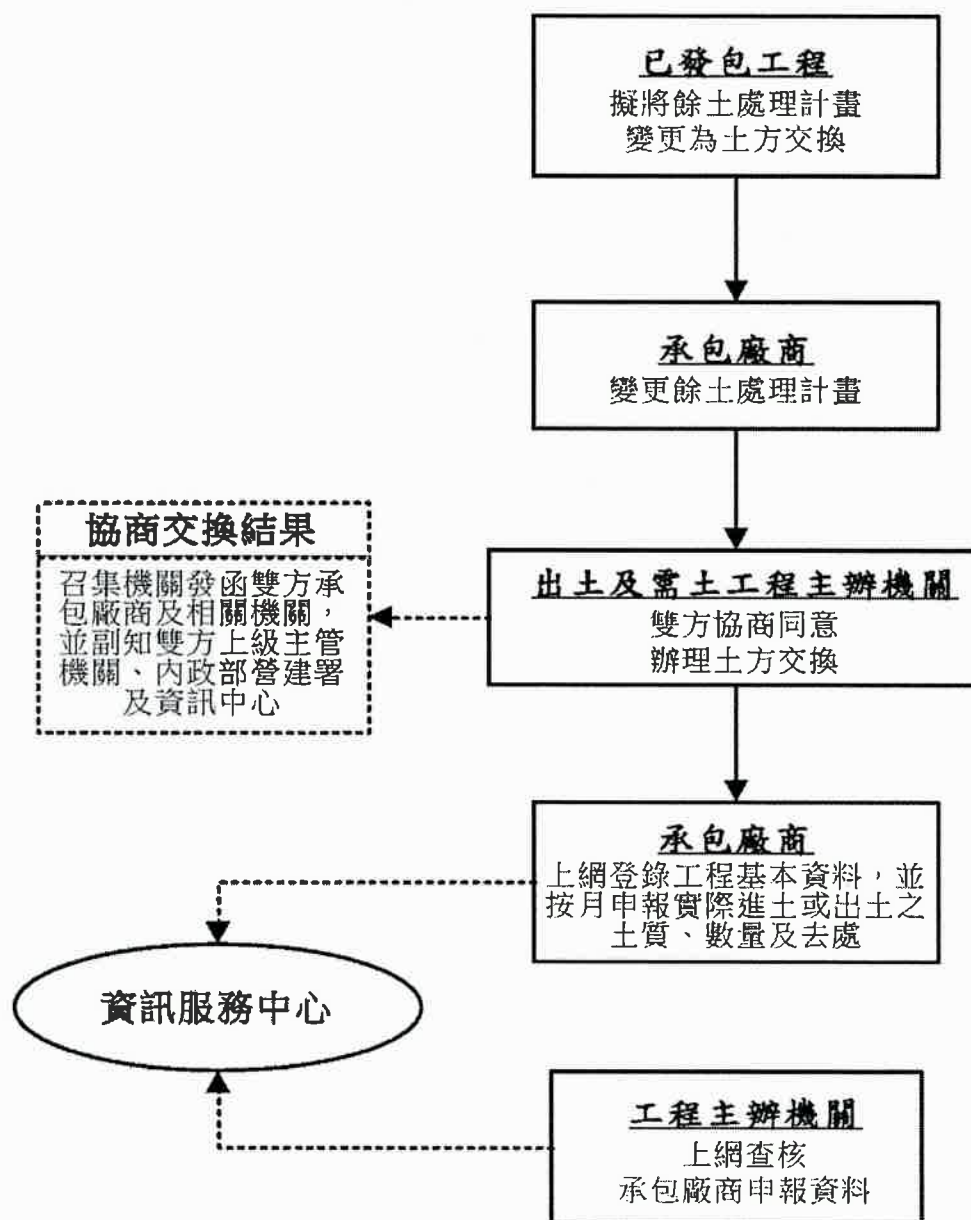 已發包工程
擬將餘土處理計畫
變更為土方交換
承包廠商
變更餘土處理計畫
出土及需土工程主辦機關
雙方協商同意
辦理土方交換
協商交換結果
召集機關發函雙方承
包廠商及相關機關，
並副知雙方上級主管
機關、內政部營建署
及資訊中心
承包廠商
上網登錄工程基本資料，並
按月申報實際進土或出土之
土質、數量及去處
資訊服務中心
工程主辦機關
上網查核
承包廠商申報資料